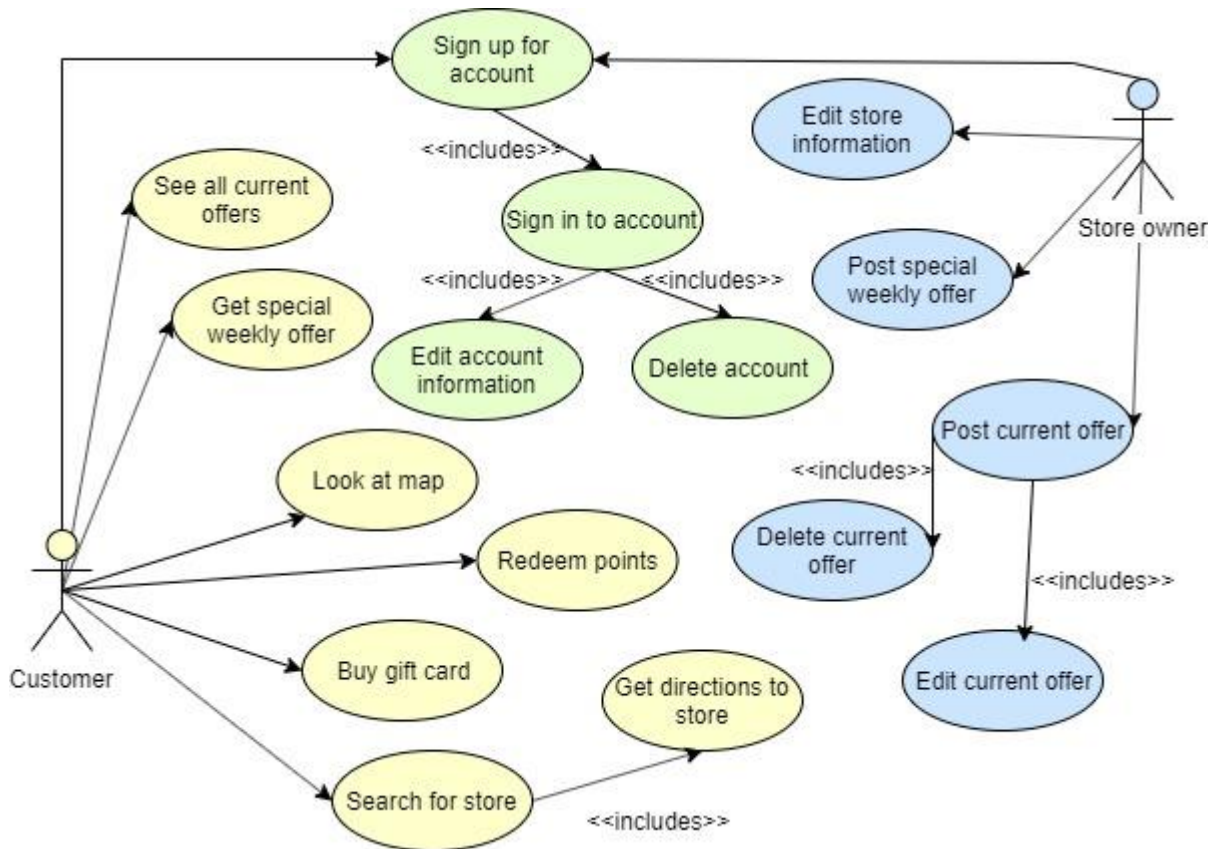 Sign up for
account
Edit store
information
<<includes>>
See all current
offers
Sign in to account
Store owner
Get special
weekly offer
<<includes>>
<<includes>>
Post special
weekly offer
Edit account
information
Delete account
Post current offer
Look at map
<<includes>>
Redeem points
Delete current
offer
<<includes>>
Customer
Buy gift card
Get directions to
store
Edit current offer
Search for store
<<includes>>